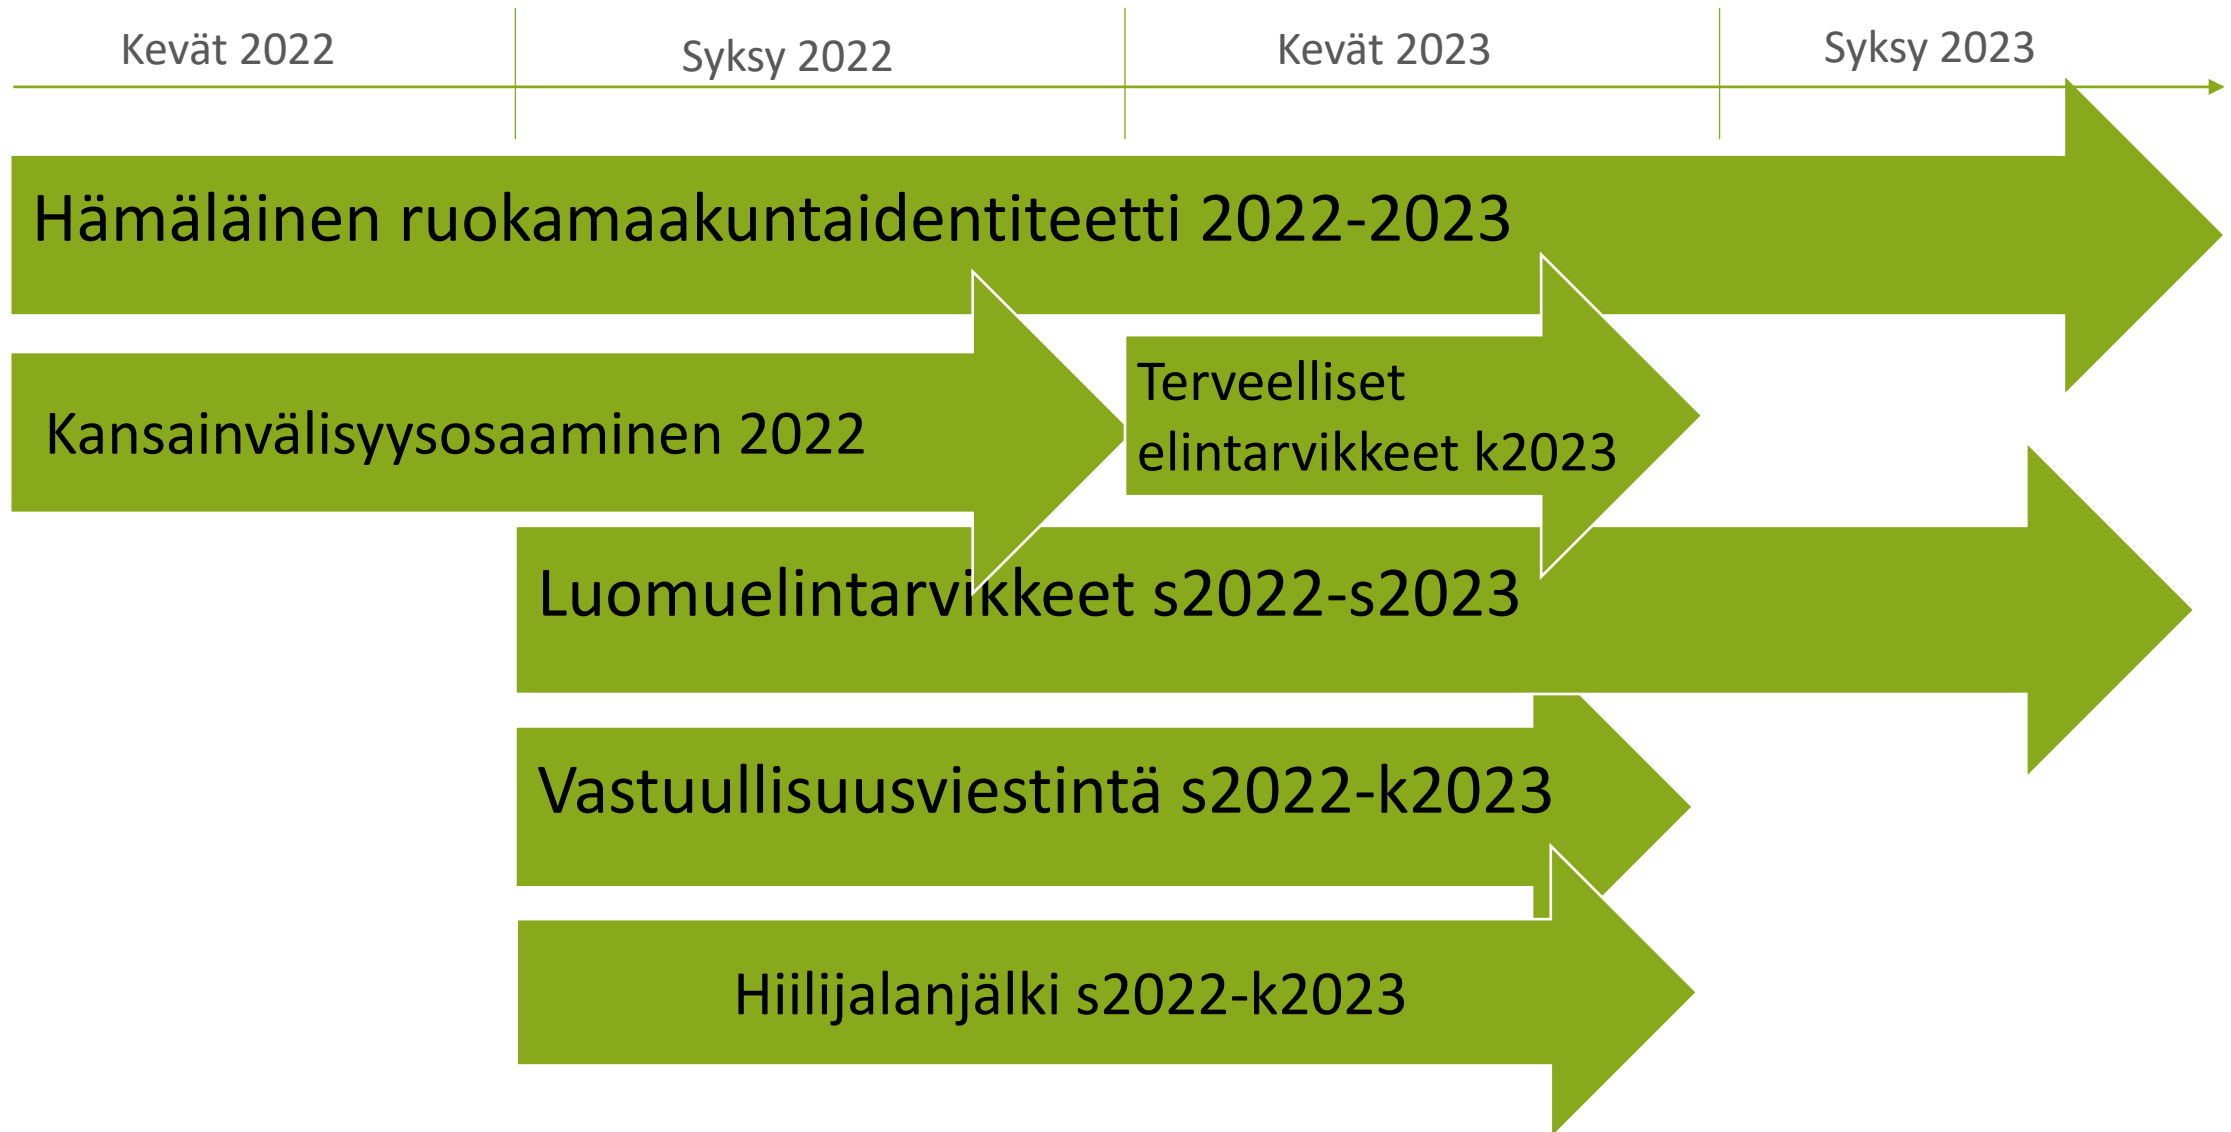 Kevät 2022
Syksy 2022
Kevät 2023
Syksy 2023
Hämäläinen ruokamaakuntaidentiteetti 2022-2023
Kansainvälisyysosaaminen 2022
Terveelliset
elintarvikkeet k2023
Luomuelintarvikkeet s2022-s2023
Vastuullisuusviestintä s2022-k2023
Hiilijalanjälki s2022-k2023